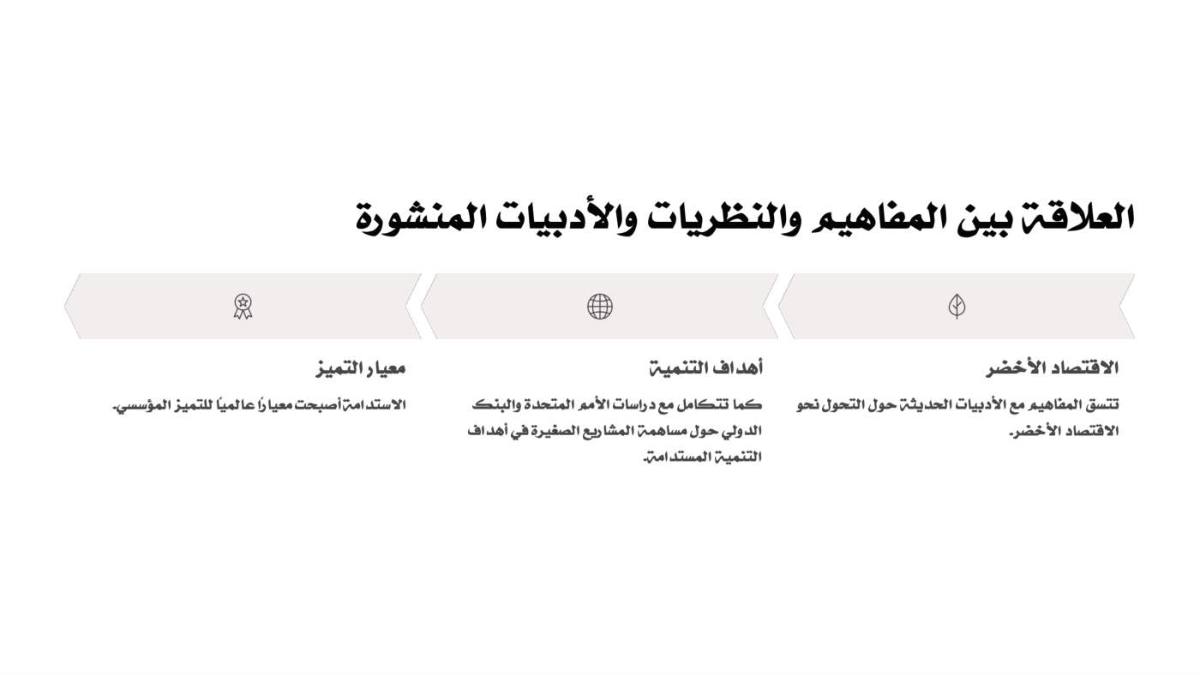 العلاقة بين المفاهيم والنظريات والأدبيات المنشورة
الاقتصاد الأخضر
تتسق المفاهيم مع الأدبيات الحديثة حول التحول نحو
الاقتصاد الأخضر.
أهداف التنمية
كما تتكامل مع دراسات الأمم المتحدة والبنك
الدولي حول مساهمة المشاريع الصغيرة في أهداف
التنمية المستدامة.
معيار التميز
الاستدامة أصبحت معيارًا عالميًا للتميز المؤسسي.